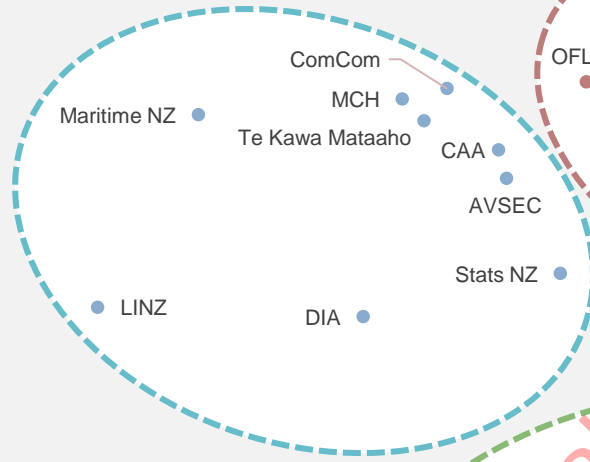 ComCom
OFL
MCH
Maritime NZ
Te Kawa Mataaho
CAA
AVSEC
Stats NZ
LINZ
DIA